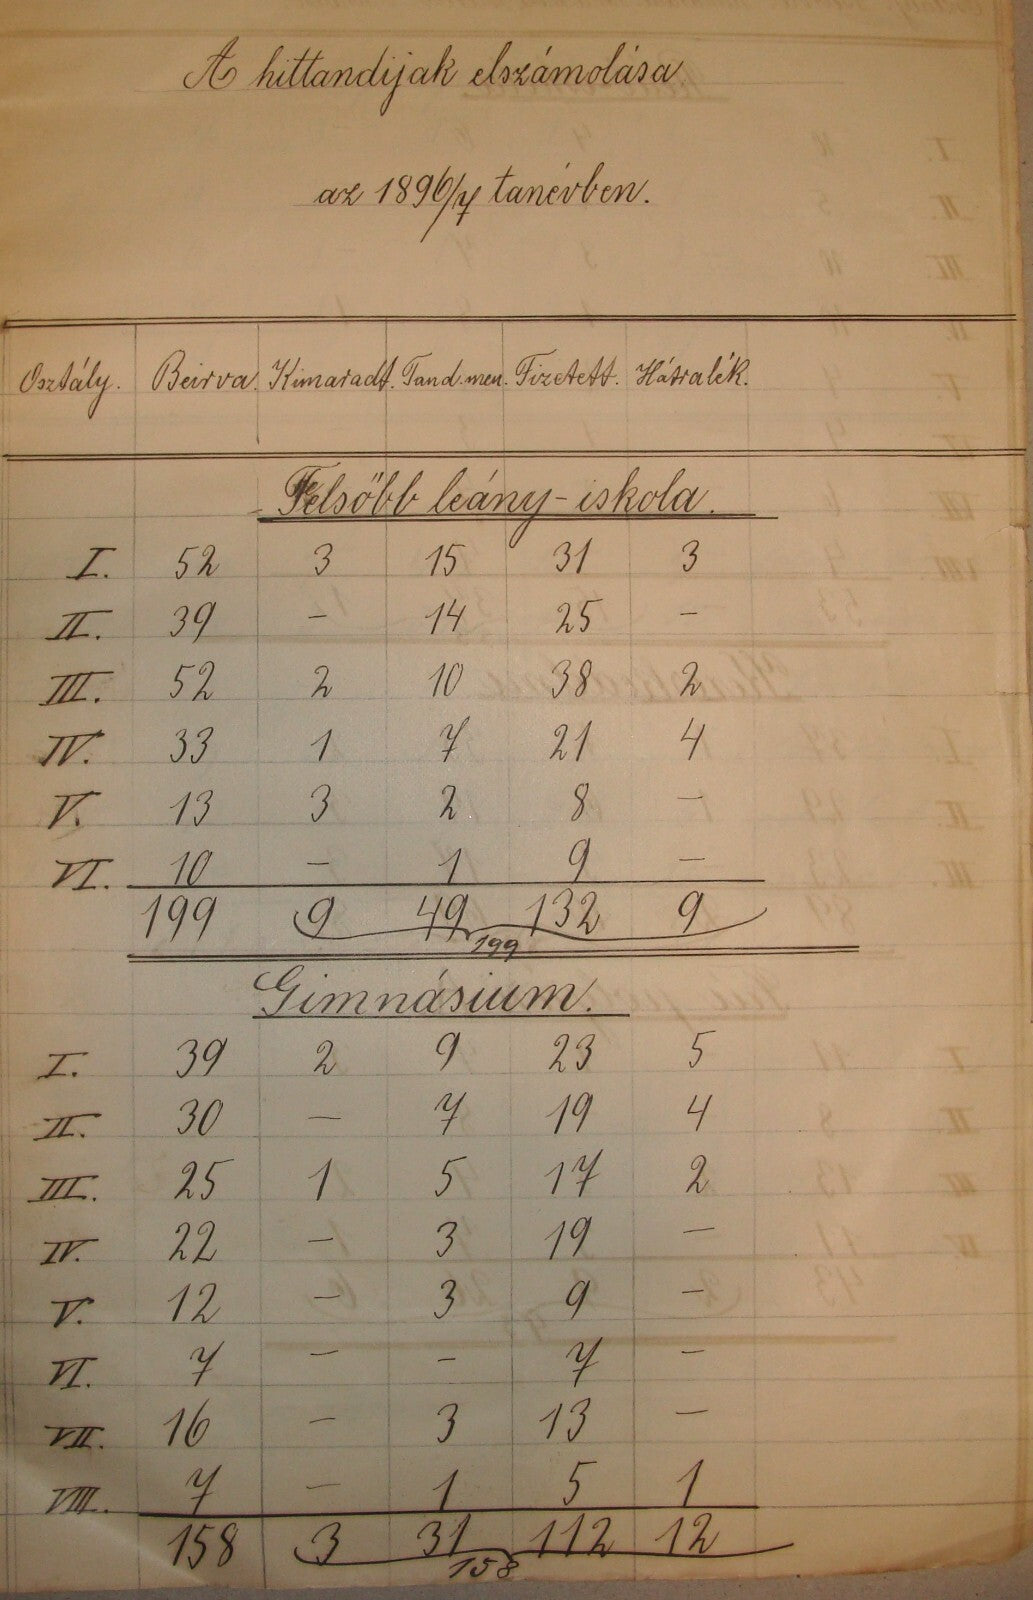 A hittandijak elszámolása
az 1896/7 tanévben.
Osztály. Beirva. Kimaradt. Tand.men. Fizetett. Hátralék.
Felsőbb leány-iskola.
I. 52 3 15 31 3
II. 39 – 14 25 –
III. 52 2 10 38 2
IV. 33 1 7 21 4
V. 13 3 2 8 –
VI. 10 – 1 9 –
199 9 49 132 9
199
Gimnásium.
I. 39 2 9 23 5
II. 30 – 7 19 4
III. 25 1 5 17 2
IV. 22 – 3 19 –
V. 12 – 3 9 –
VI. 7 – – 7 –
VII. 16 – 3 13 –
VIII. 7 – 1 5 1
158 3 31 112 12
158